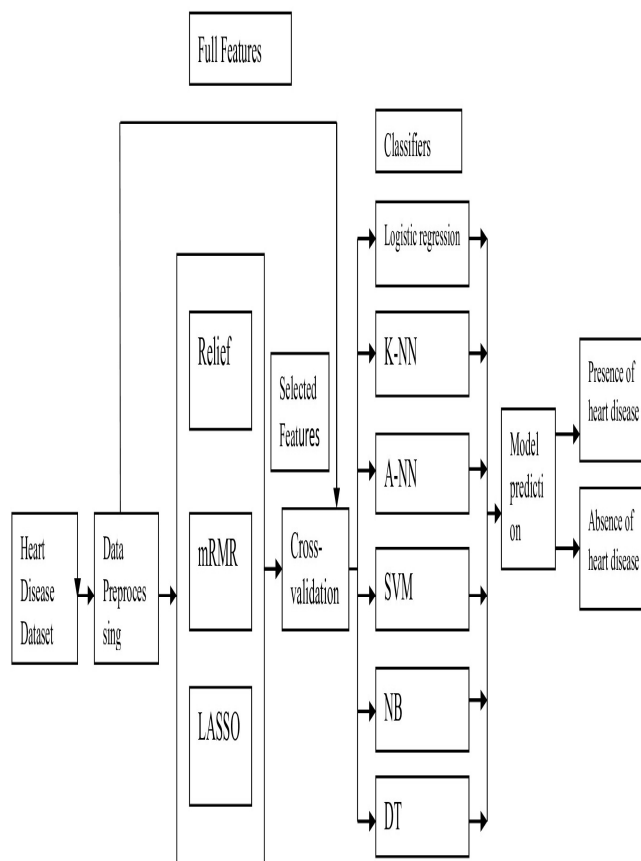 Full Features
Classifiers
Logistic regression
Relief
K-NN
Selected
Features
A-NN
mRMR
Cross-
validation
SVM
LASSO
NB
DT
Heart
Disease
Dataset
Data
Preproces
sing
Model
predicti
on
Presence of
heart disease
Absence of
heart disease